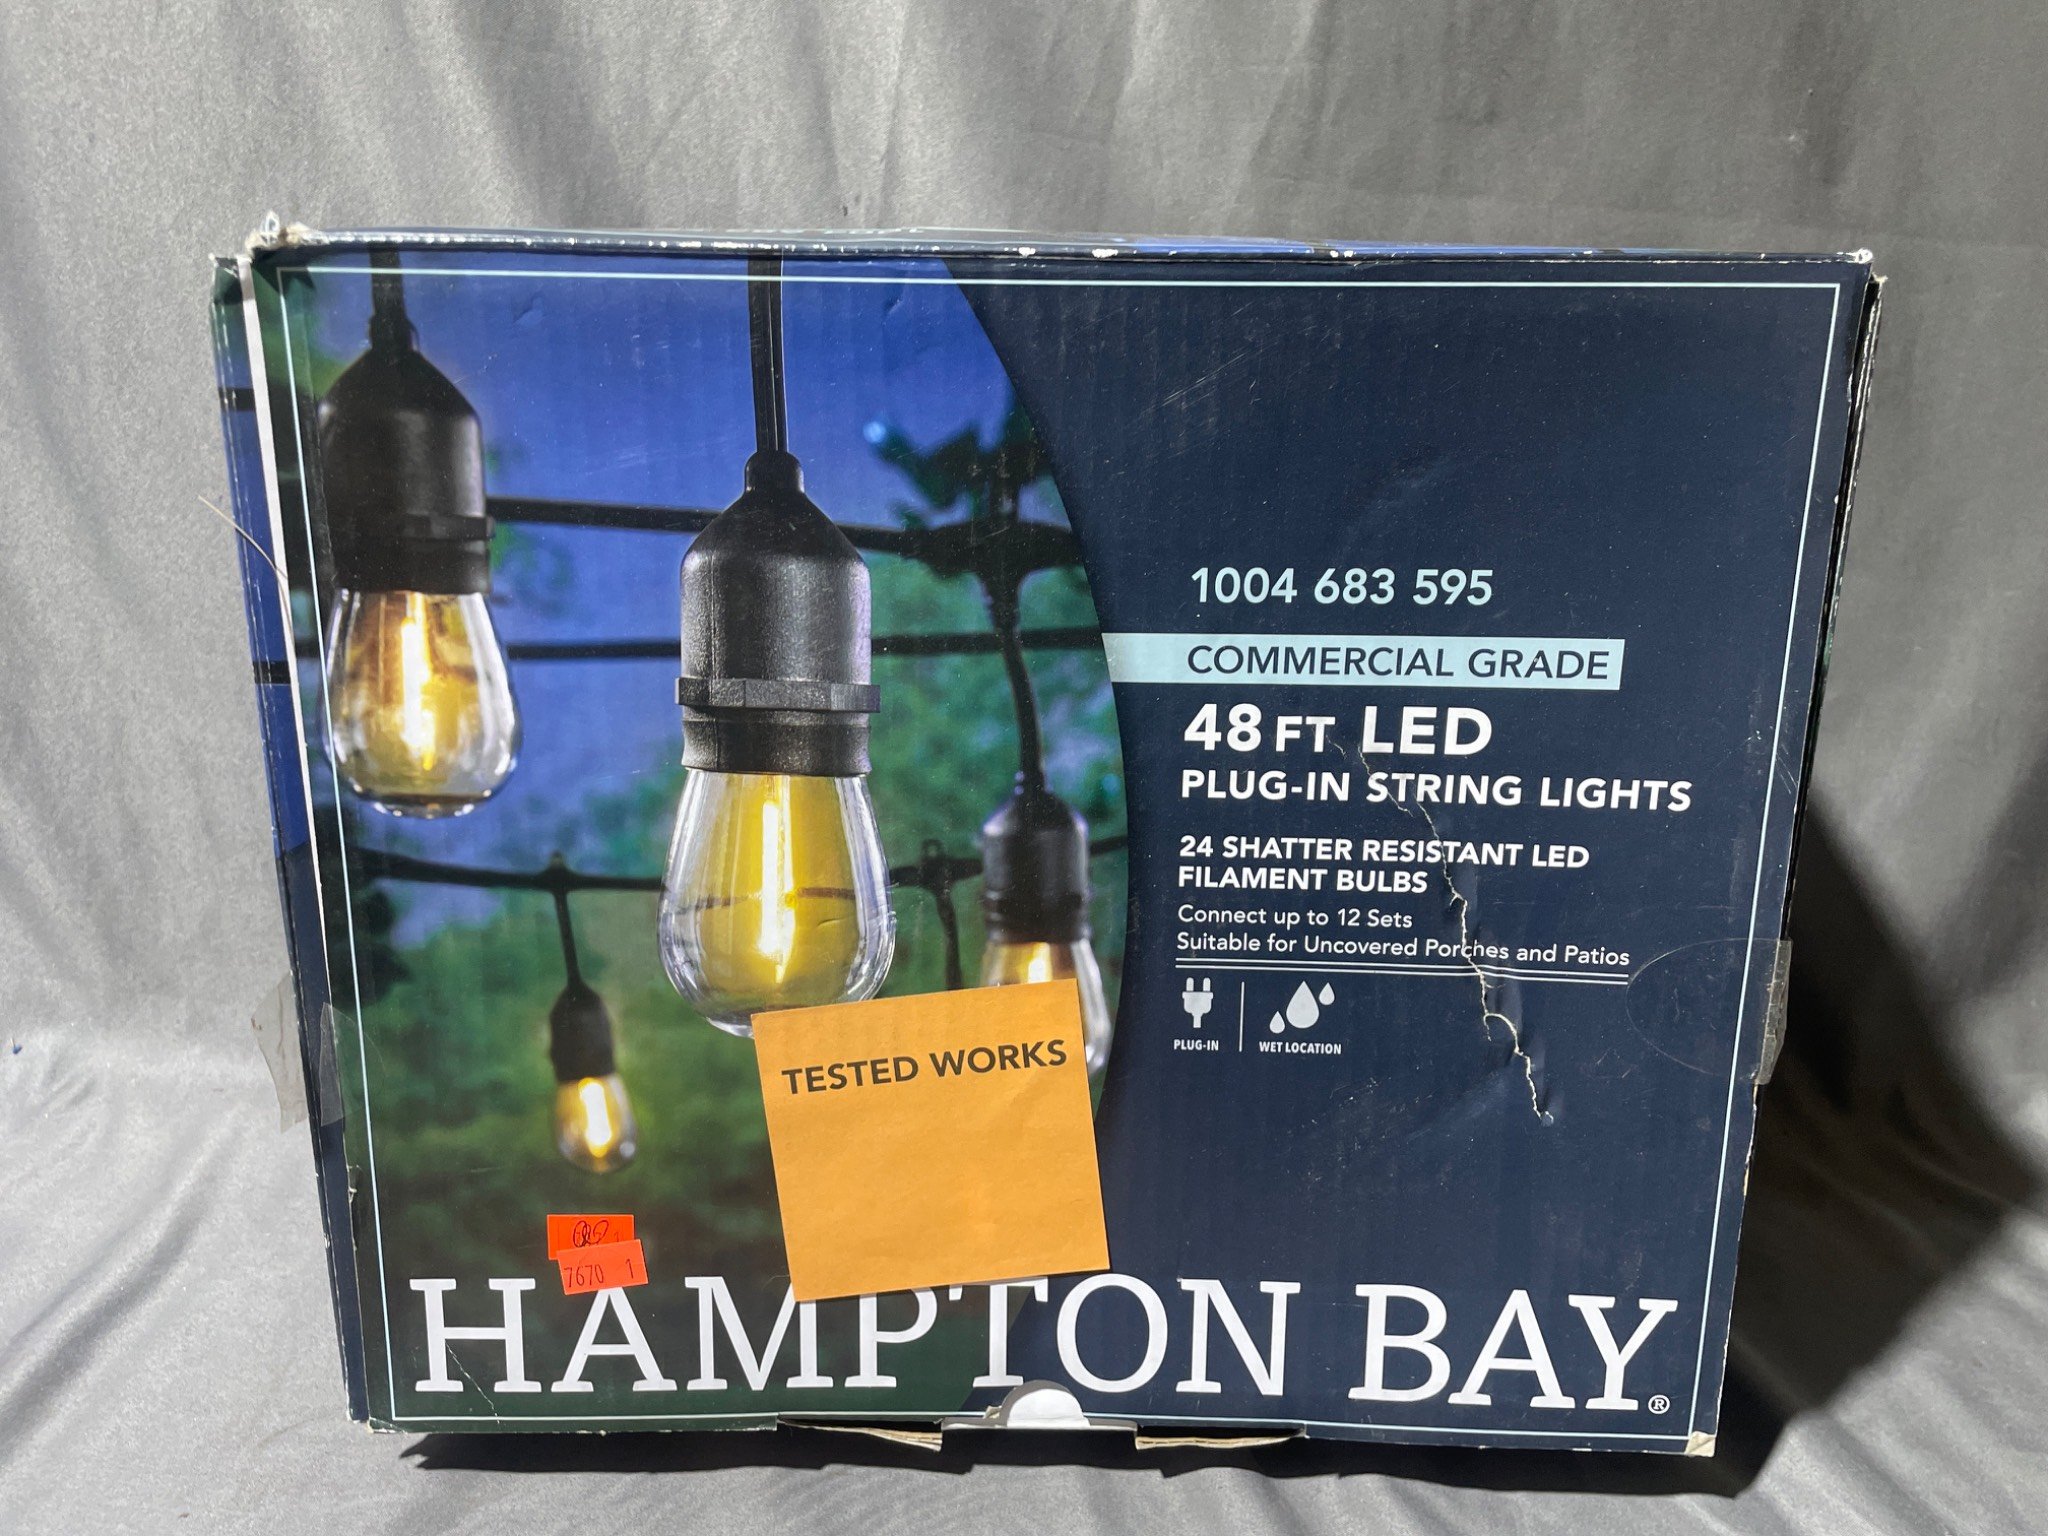 1004 683 595
COMMERCIAL GRADE
48 FT LED
PLUG-IN STRING LIGHTS
24 SHATTER RESISTANT LED
FILAMENT BULBS
Connect up to 12 Sets
Suitable for Uncovered Porches and Patios
PLUG-IN
WET LOCATION
TESTED WORKS
7670 1
HAMPTON BAY®